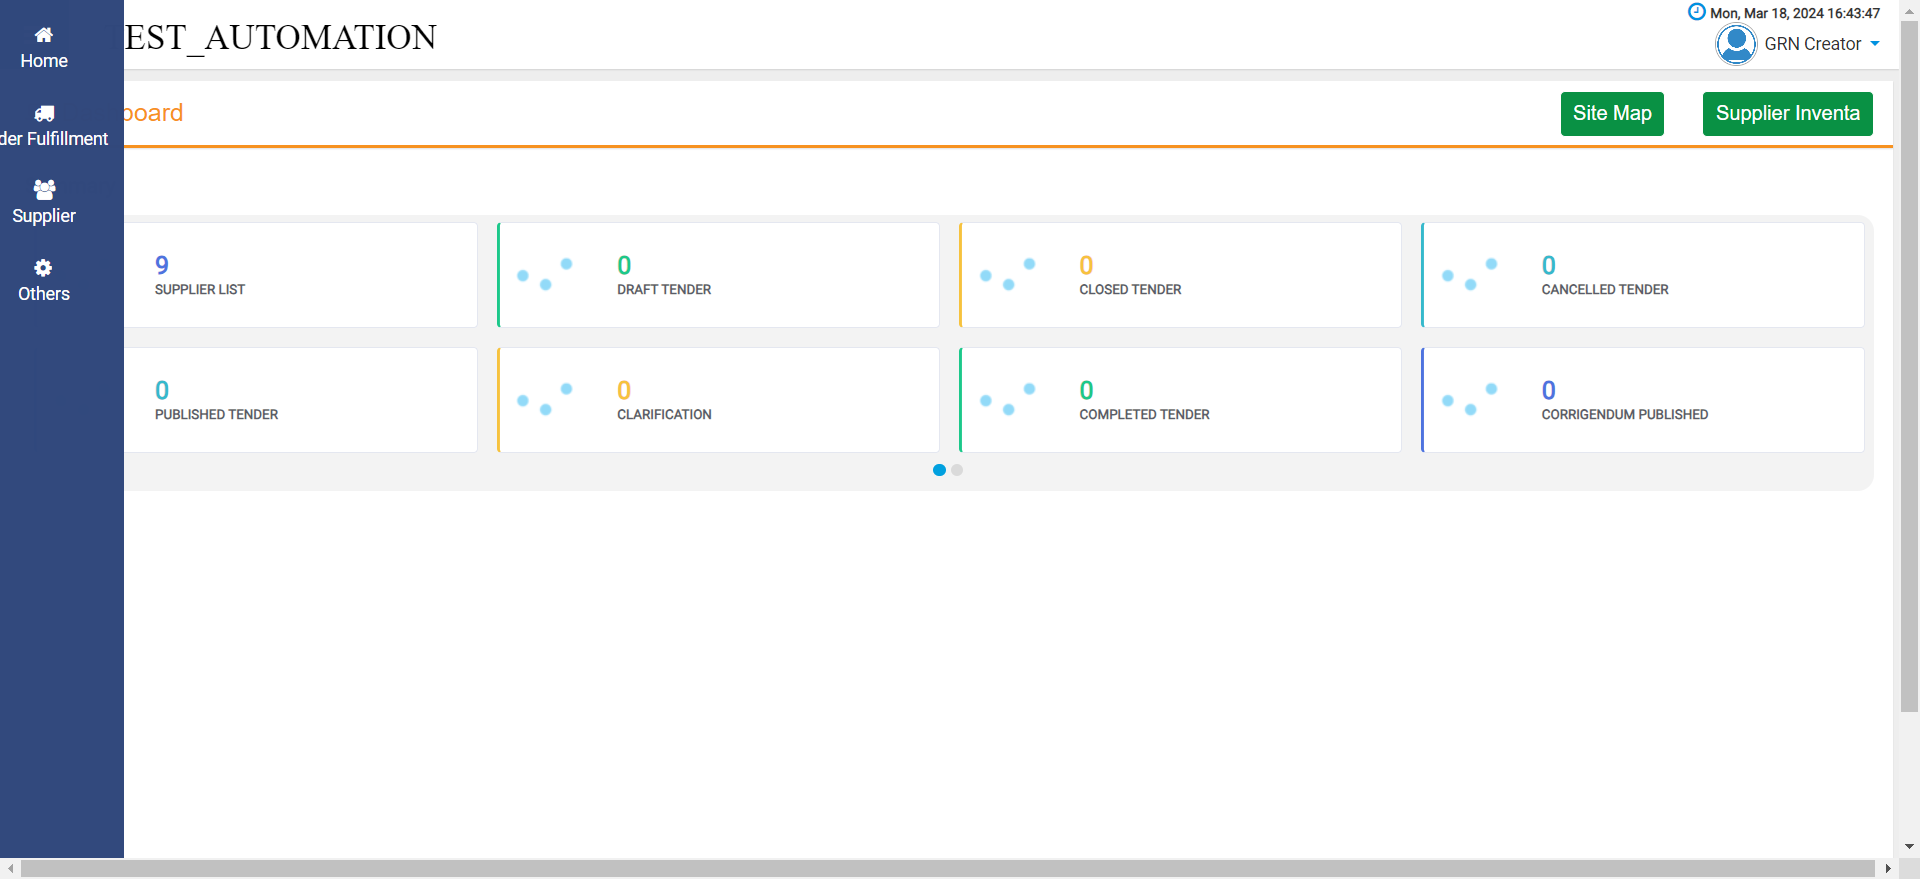 Home
der Fulfillment
Supplier
Others
EST_AUTOMATION
Mon, Mar 18, 2024 16:43:47
GRN Creator
board
Site Map
Supplier Inventa
9
SUPPLIER LIST
0
DRAFT TENDER
0
CLOSED TENDER
0
CANCELLED TENDER
0
PUBLISHED TENDER
0
CLARIFICATION
0
COMPLETED TENDER
0
CORRIGENDUM PUBLISHED